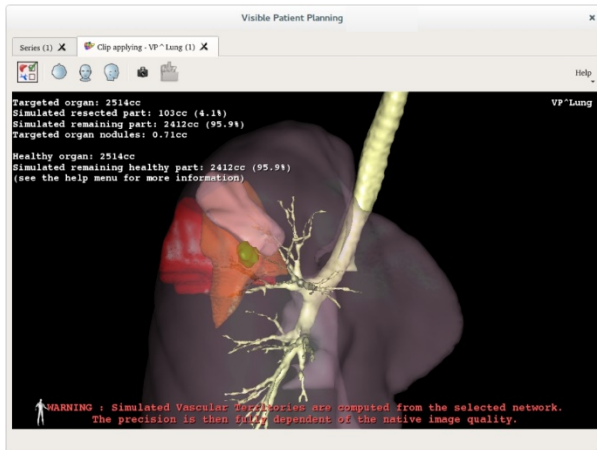 Visible Patient Planning
Series (1)
Clip applying - VP ^ Lung (1)
Help
Targeted organ: 2514cc
Simulated resected part: 103cc (4.1%)
Simulated remaining part: 2412cc (95.9%)
Targeted organ nodules: 0.71cc
VP^Lung
Healthy organ: 2514cc
Simulated remaining healthy part: 2412cc (95.9%)
(see the help menu for more information)
WARNING : Simulated Vascular Territories are computed from the selected network.
The precision is then fully dependent of the native image quality.